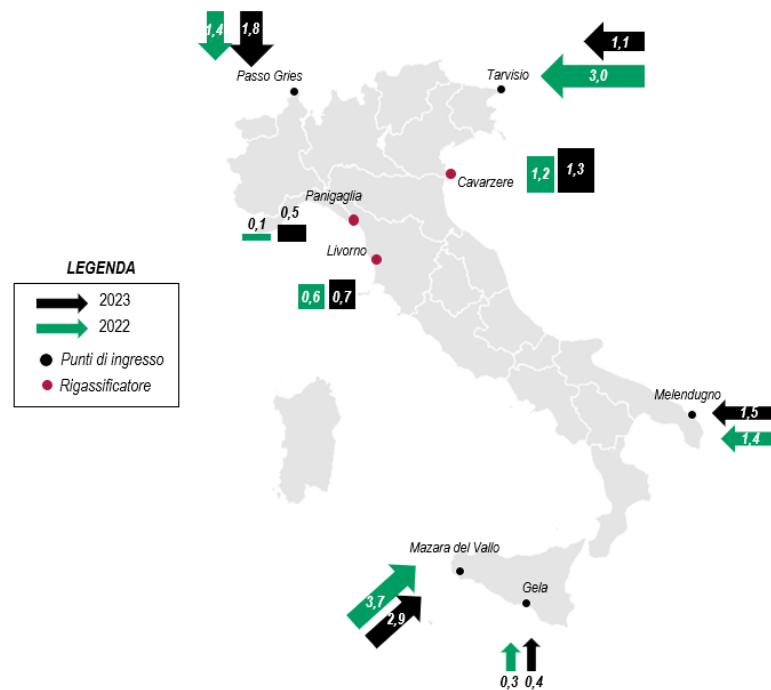 1,4
1,8
1,1
Passo Gries
Tarvisio
3,0
Cavarzere
1,2
1,3
Panigaglia
0,1
0,5
Livorno
LEGENDA
2023
2022
Punti di ingresso
Rigassificatore
0,6
0,7
Melendugno
1,5
1,4
Mazara del Vallo
Gela
3,7
2,9
0,3
0,4